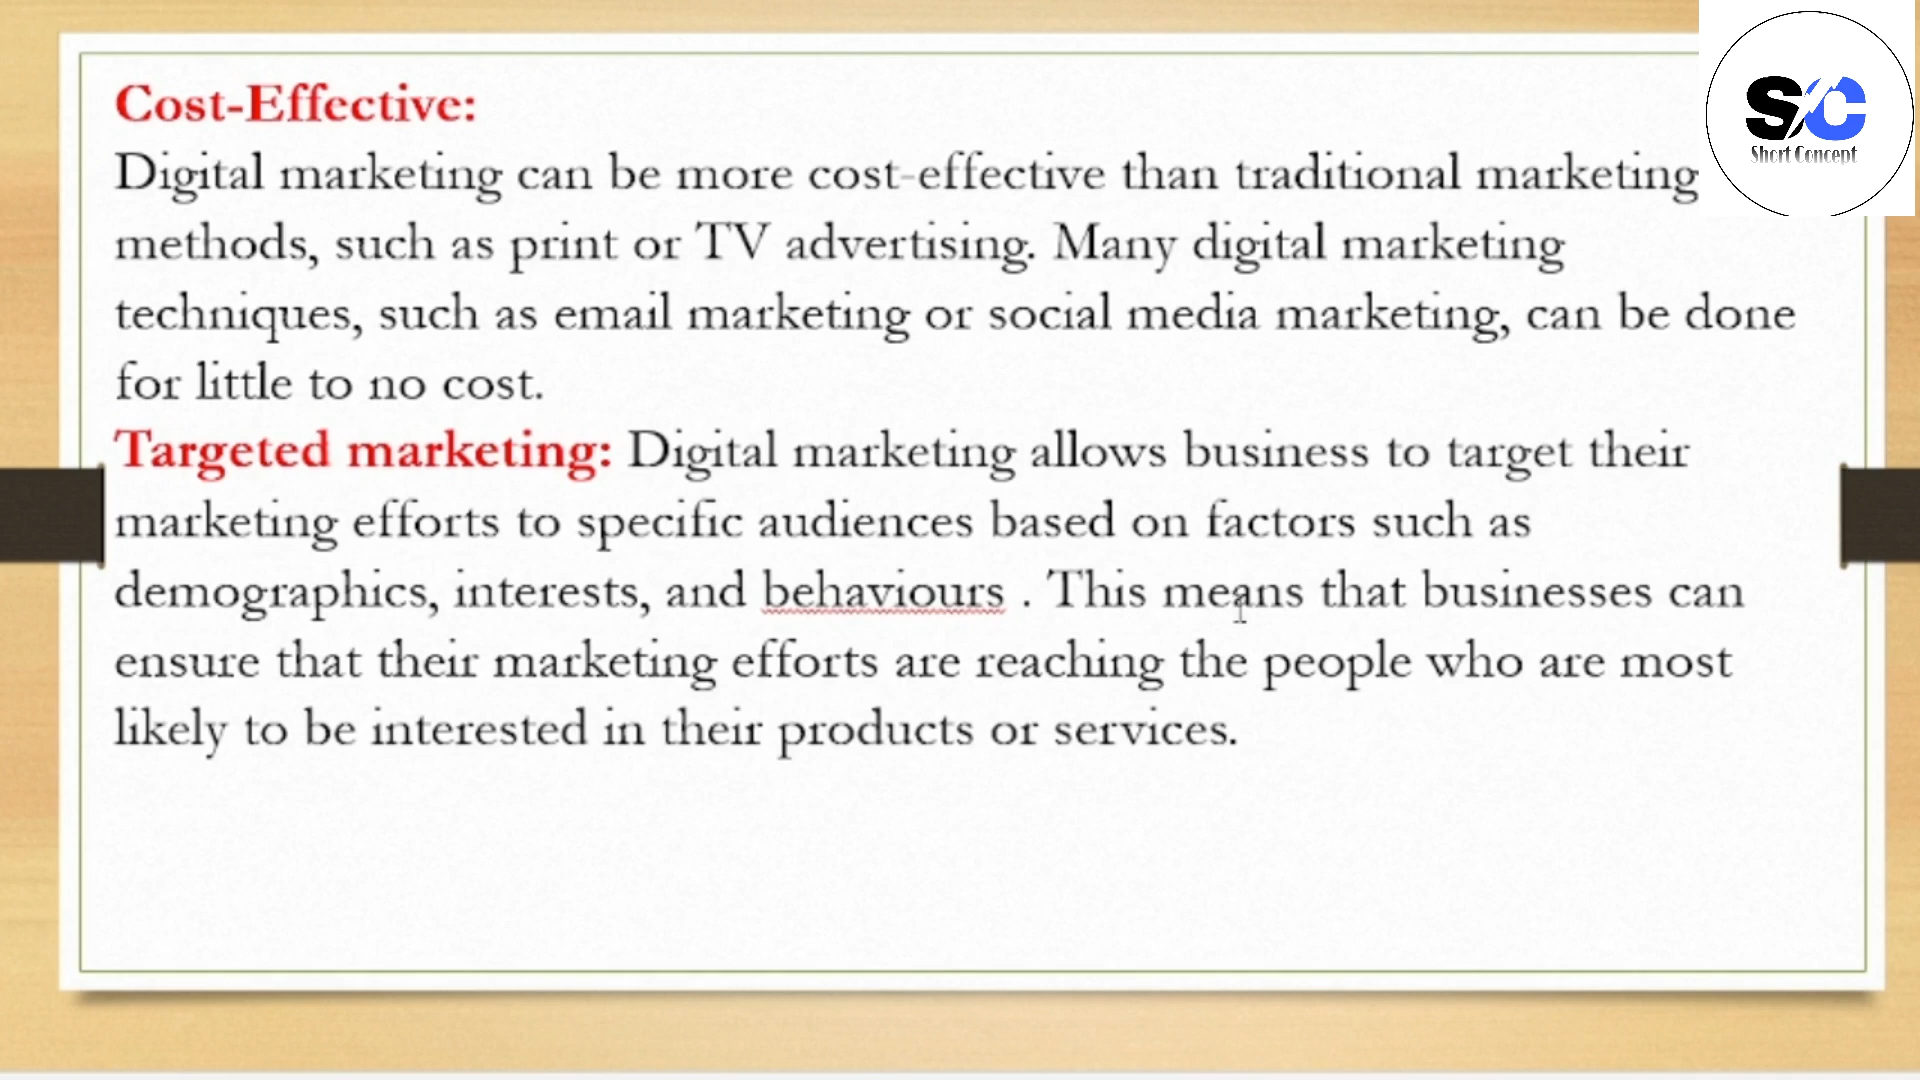 Cost-Effective:
Digital marketing can be more cost-effective than traditional marketing
methods, such as print or TV advertising. Many digital marketing
techniques, such as email marketing or social media marketing, can be done
for little to no cost.
Targeted marketing: Digital marketing allows business to target their
marketing efforts to specific audiences based on factors such as
demographics, interests, and behaviours . This means that businesses can
ensure that their marketing efforts are reaching the people who are most
likely to be interested in their products or services.
S/C
Short Concept